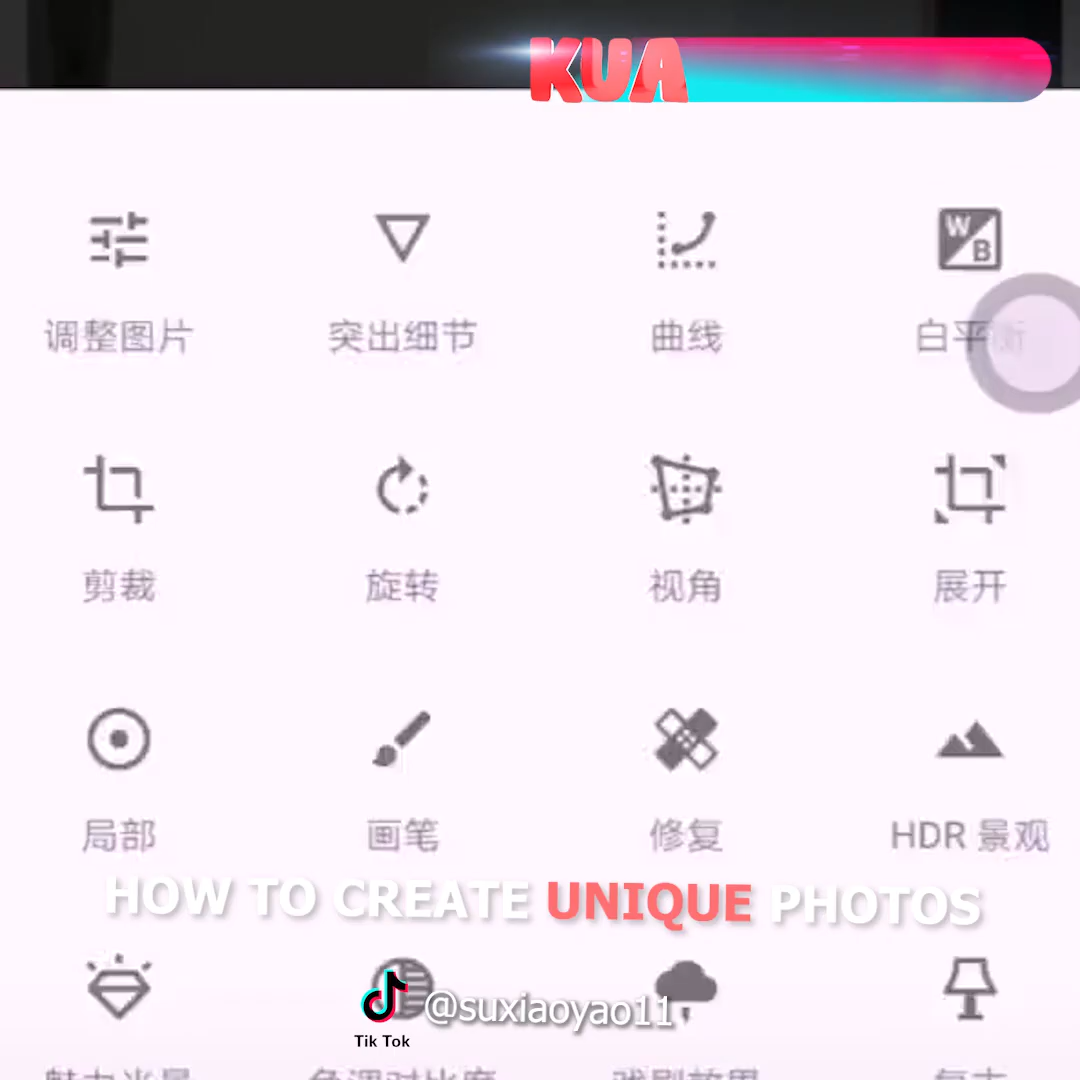 KUA
WB
调整图片 突出细节 曲线 白平衡
剪裁 旋转 视角 展开
局部 画笔 修复 HDR 景观
HOW TO CREATE UNIQUE PHOTOS
@suxiaoyao11
Tik Tok